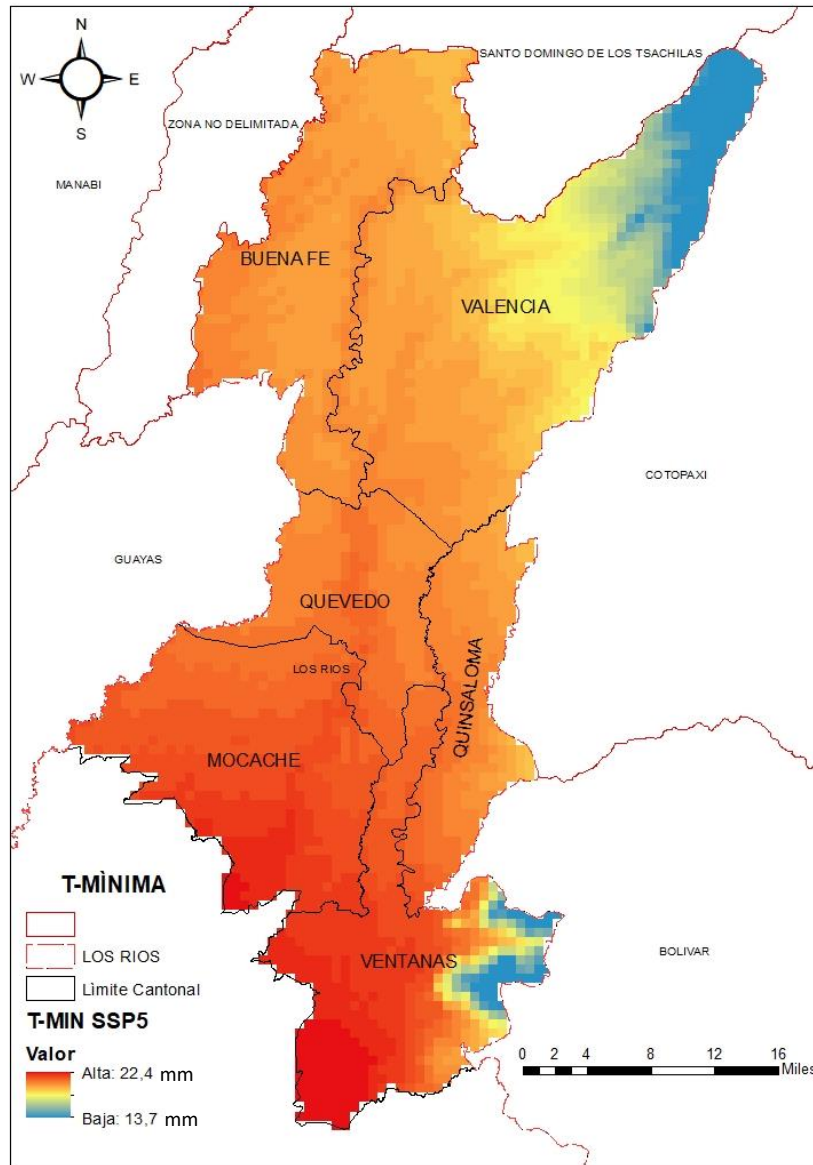 N
W E
S
SANTO DOMINGO DE LOS TSACHILAS
ZONA NO DELIMITADA
MANABI
BUENA FE
VALENCIA
COTOPAXI
GUAYAS
QUEVEDO
LOS RIOS
QUINSALOMA
MOCACHE
VENTANAS
BOLIVAR
T-MÌNIMA
LOS RIOS
Lìmite Cantonal
T-MIN SSP5
Valor
Alta: 22,4 mm
Baja: 13,7 mm
0 2 4 8 12 16
Miles